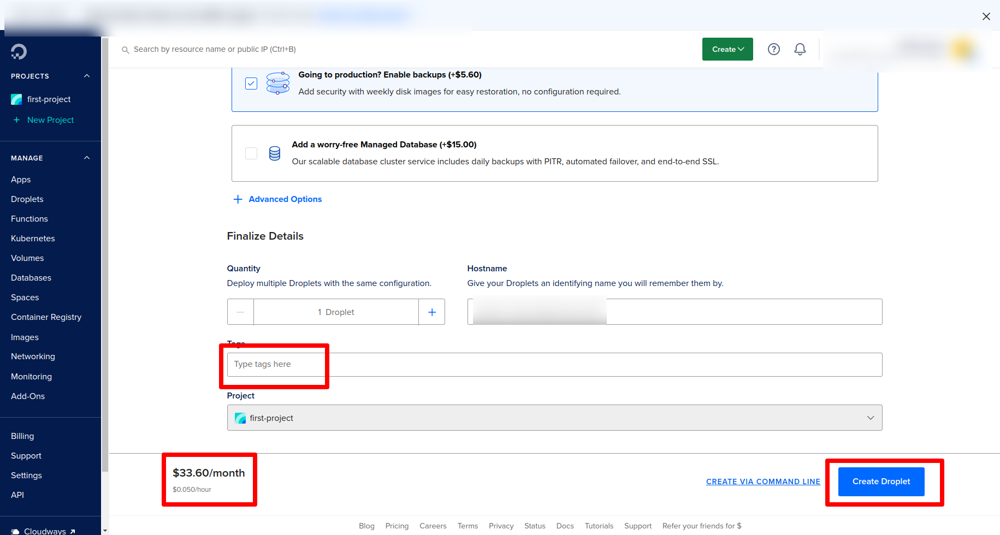 Search by resource name or public IP (Ctrl+B)
Create
PROJECTS
first-project
+ New Project
MANAGE
Apps
Droplets
Functions
Kubernetes
Volumes
Databases
Spaces
Container Registry
Images
Networking
Monitoring
Add-Ons
Billing
Support
Settings
API
Cloudways
Going to production? Enable backups (+$5.60)
Add security with weekly disk images for easy restoration, no configuration required.
Add a worry-free Managed Database (+$15.00)
Our scalable database cluster service includes daily backups with PITR, automated failover, and end-to-end SSL.
+ Advanced Options
Finalize Details
Quantity
Deploy multiple Droplets with the same configuration.
1 Droplet
Hostname
Give your Droplets an identifying name you will remember them by.
Tags
Type tags here
Project
first-project
$33.60/month
$0.050/hour
CREATE VIA COMMAND LINE
Create Droplet
Blog Pricing Careers Terms Privacy Status Docs Tutorials Support Refer your friends for $